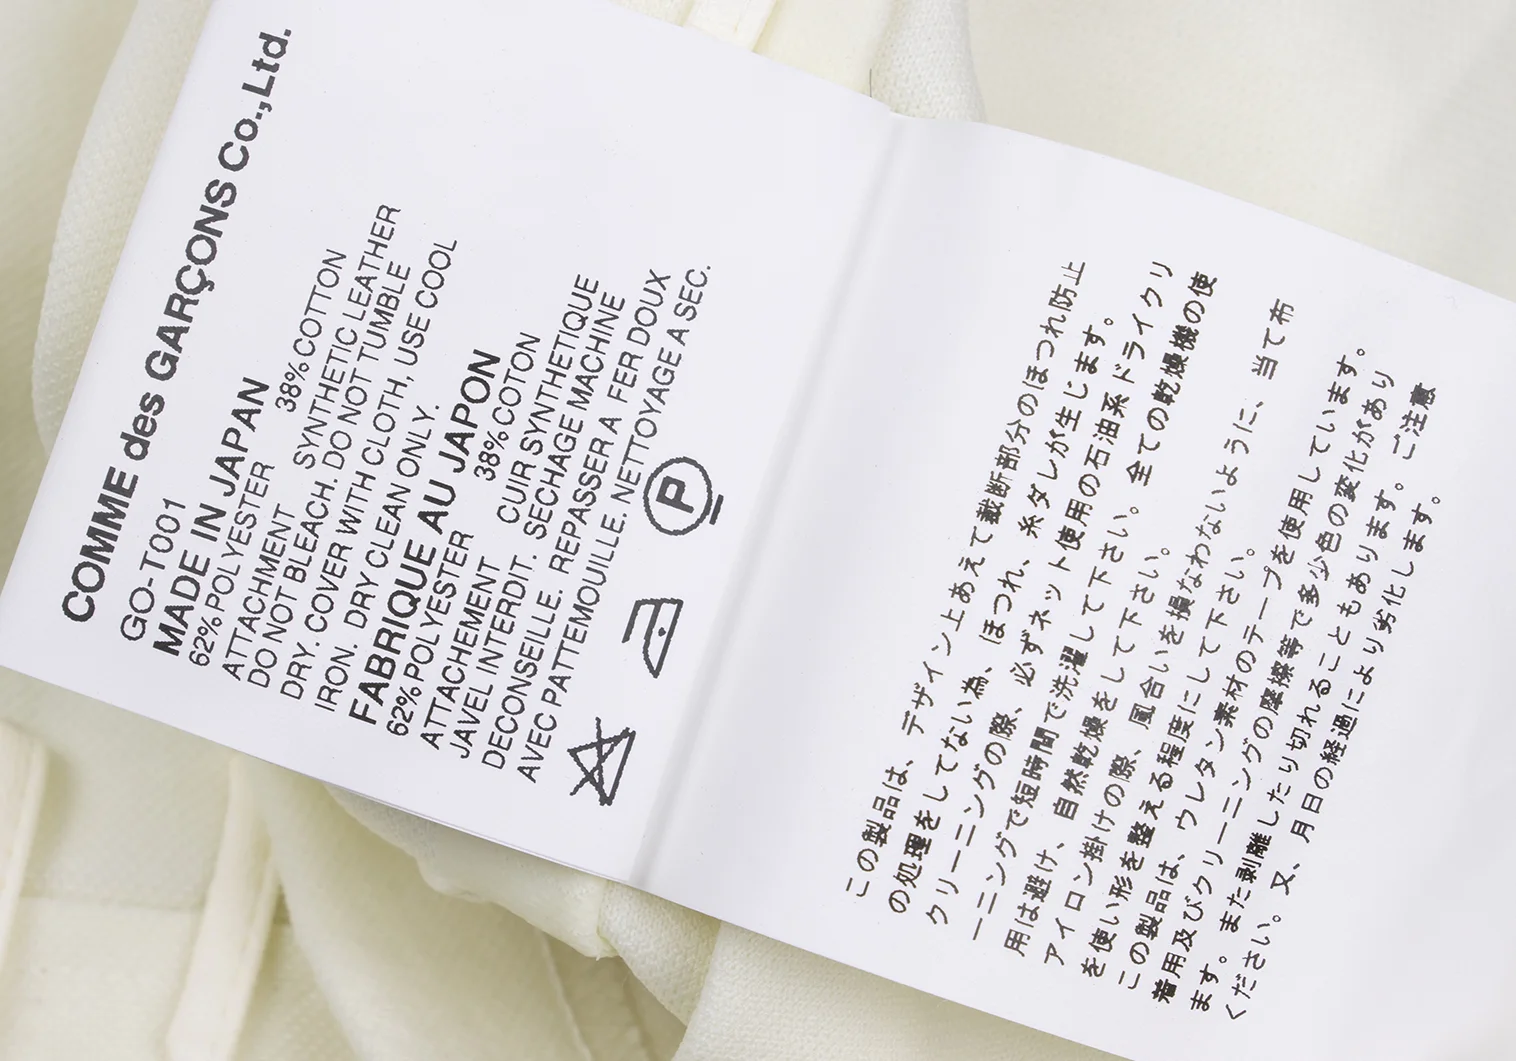 COMME des GARÇONS Co.,Ltd.
GO-T001
MADE IN JAPAN
62% POLYESTER 38% COTTON
ATTACHMENT SYNTHETIC LEATHER
DO NOT BLEACH. DO NOT TUMBLE
DRY. COVER WITH CLOTH, USE COOL
IRON. DRY CLEAN ONLY.
FABRIQUE AU JAPON
62% POLYESTER 38% COTON
ATTACHEMENT CUIR SYNTHETIQUE
JAVEL INTERDIT. SECHAGE MACHINE
DECONSEILLE. REPASSER A FER DOUX
AVEC PATTEMOUILLE. NETTOYAGE A SEC.
P
この製品は、デザイン上あえて裁断部分のほつれ防止
の処理をしてない為、ほつれ、糸ダレが生じます。
クリーニングの際、必ずネット使用の石油系ドライクリ
ーニングで短時間で洗濯して下さい。全ての乾燥機の使
用は避け、自然乾燥をして下さい。
アイロン掛けの際、風合いを損なわないように、当て布
を使い形を整える程度にして下さい。
この製品は、ウレタン素材のテープを使用しています。
着用及びクリーニングの摩擦等で多少色の変化があり
ます。また剥離したり切れることもあります。ご注意
ください。又、月日の経過により劣化します。